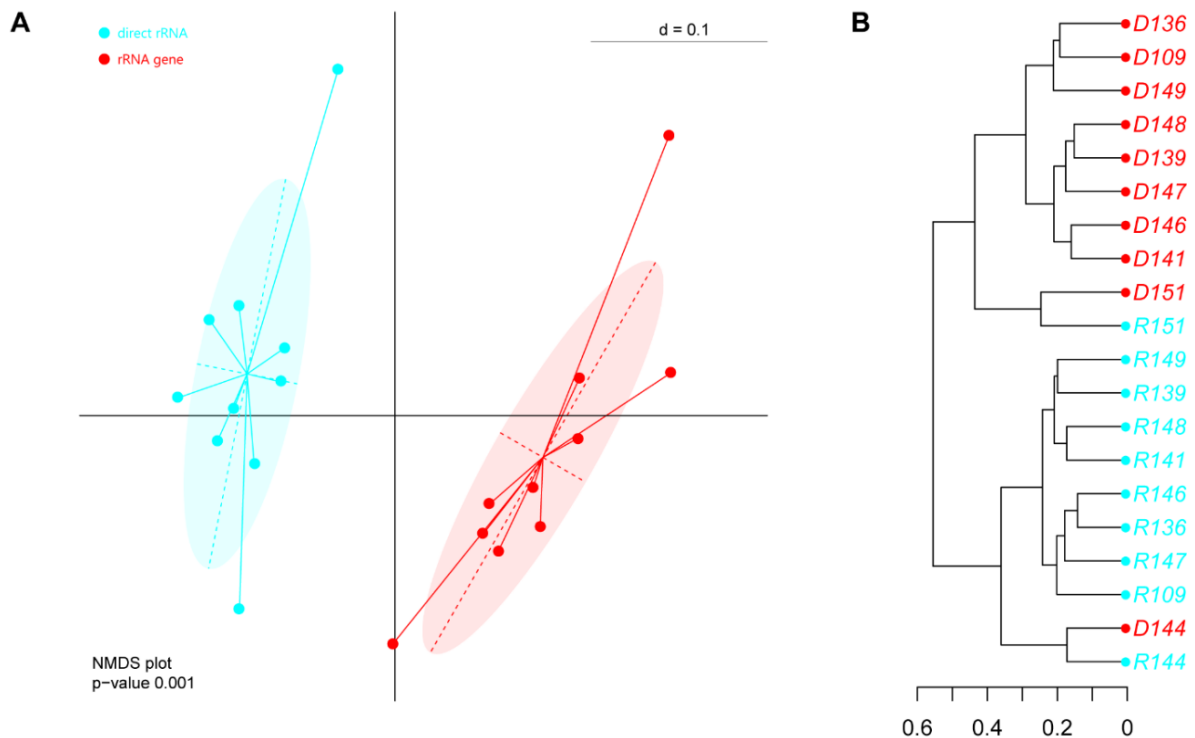 A
direct rRNA
rRNA gene
d = 0.1
NMDS plot
p-value 0.001
B
D136
D109
D149
D148
D139
D147
D146
D141
D151
R151
R149
R139
R148
R141
R146
R136
R147
R109
D144
R144
0.6 0.4 0.2 0